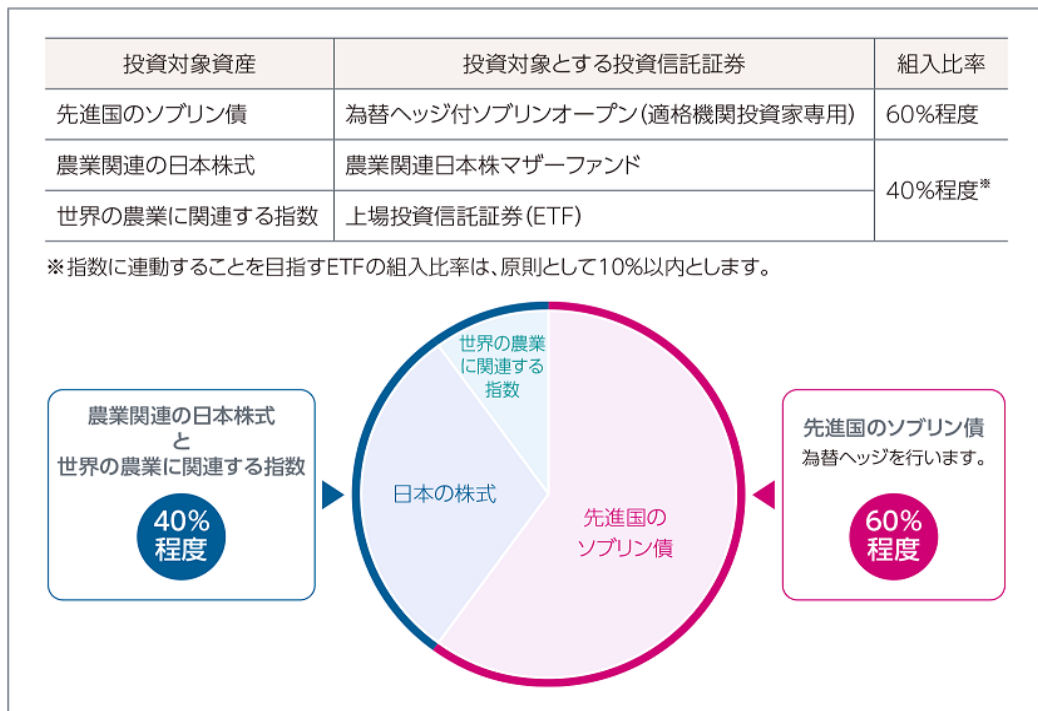 投資対象資産 投資対象とする投資信託証券 組入比率
先進国のソブリン債 為替ヘッジ付ソブリンオープン(適格機関投資家専用) 60%程度
農業関連の日本株式 農業関連日本株マザーファンド
40%程度※
世界の農業に関連する指数 上場投資信託証券(ETF)
※指数に連動することを目指すETFの組入比率は、原則として10%以内とします。
世界の農業
に関連する
指数
農業関連の日本株式
と
世界の農業に関連する指数
40%
程度
日本の株式
先進国の
ソブリン債
先進国のソブリン債
為替ヘッジを行います。
60%
程度